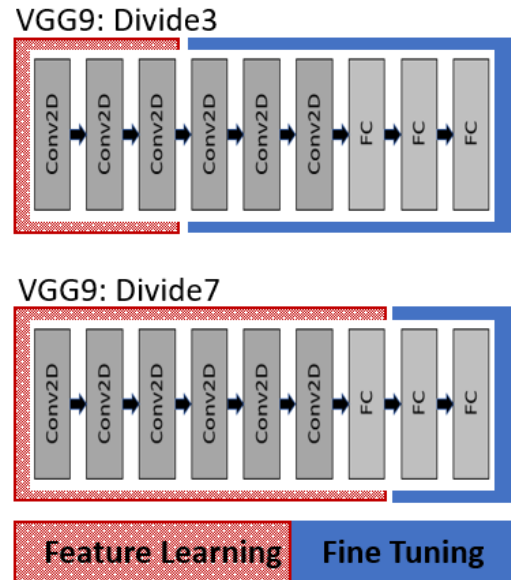 VGG9: Divide3
Conv2D Conv2D Conv2D Conv2D Conv2D Conv2D FC FC FC
VGG9: Divide7
Conv2D Conv2D Conv2D Conv2D Conv2D Conv2D FC FC FC
Feature Learning Fine Tuning